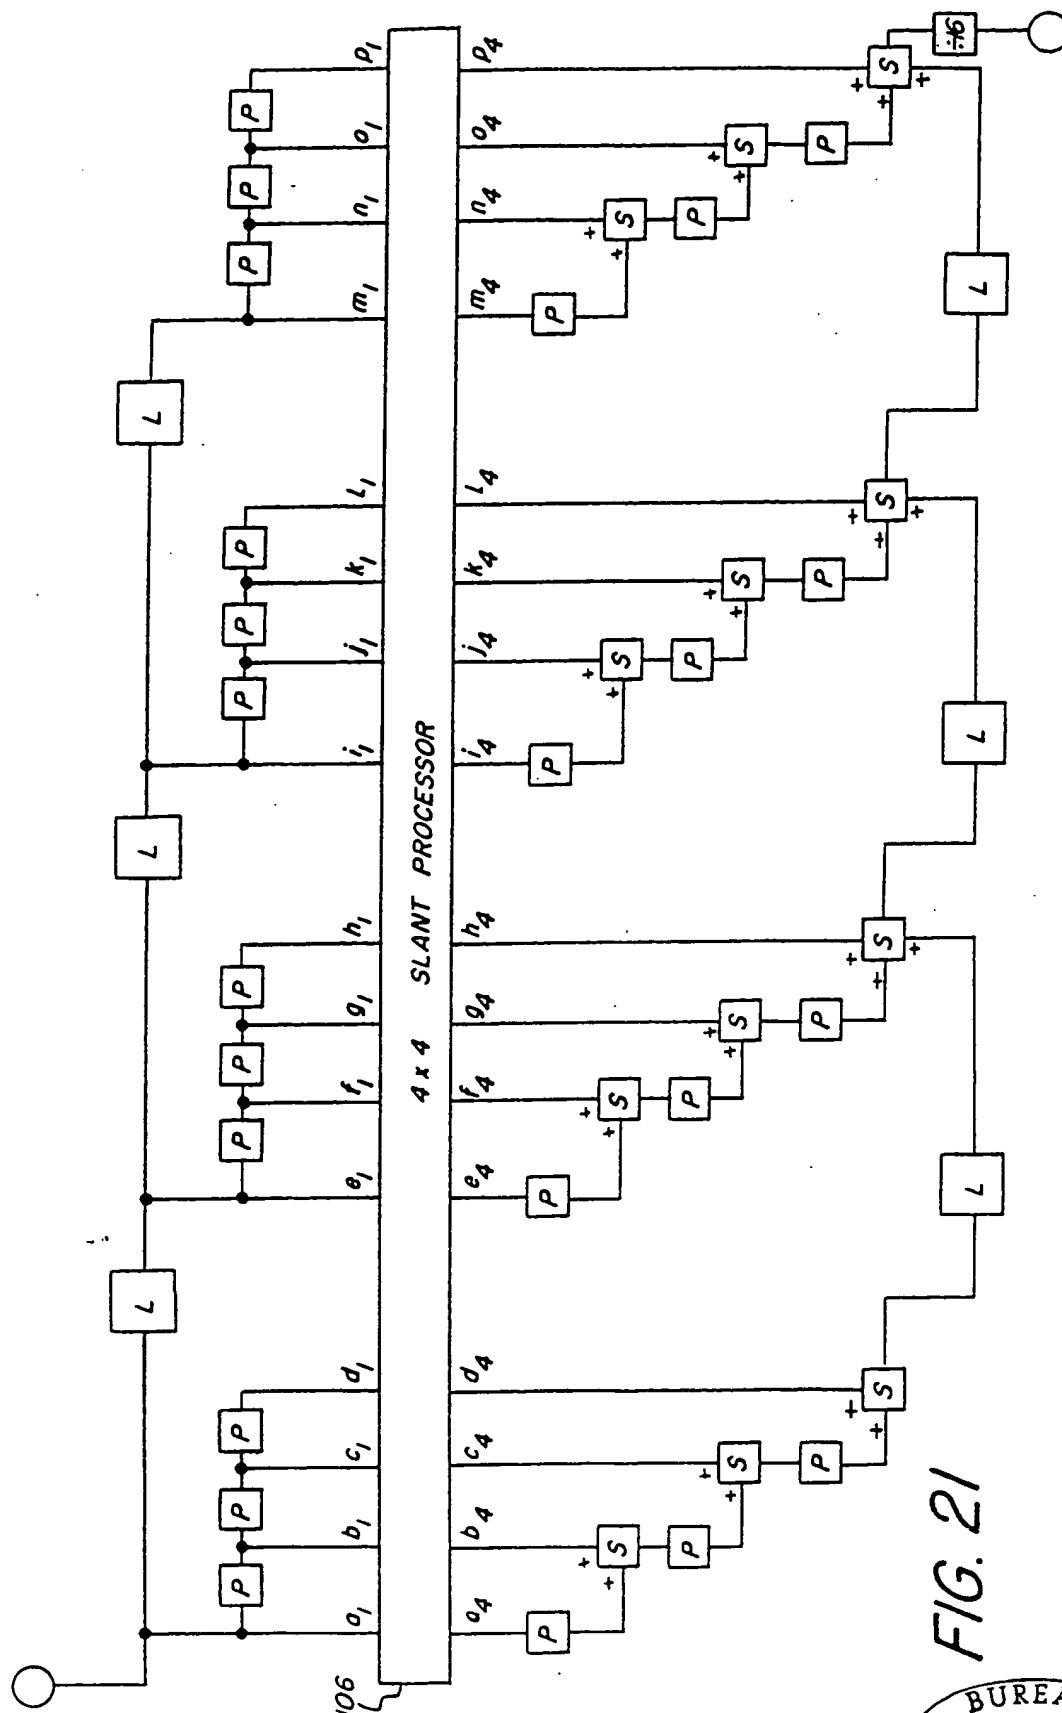 L L L
P P P P P P P P P P P P
a₁ b₁ c₁ d₁ e₁ f₁ g₁ h₁ i₁ j₁ k₁ l₁ m₁ n₁ o₁ p₁
106
4 x 4 SLANT PROCESSOR
a₄ b₄ c₄ d₄ e₄ f₄ g₄ h₄ i₄ j₄ k₄ l₄ m₄ n₄ o₄ p₄
P P P P
+ + S + + S + + S + + S
P P P P
+ + S + + S + + S + + S
P P P P
+ + S + + S + + + S + + + S +
÷16
L L L
FIG. 21
BUREA